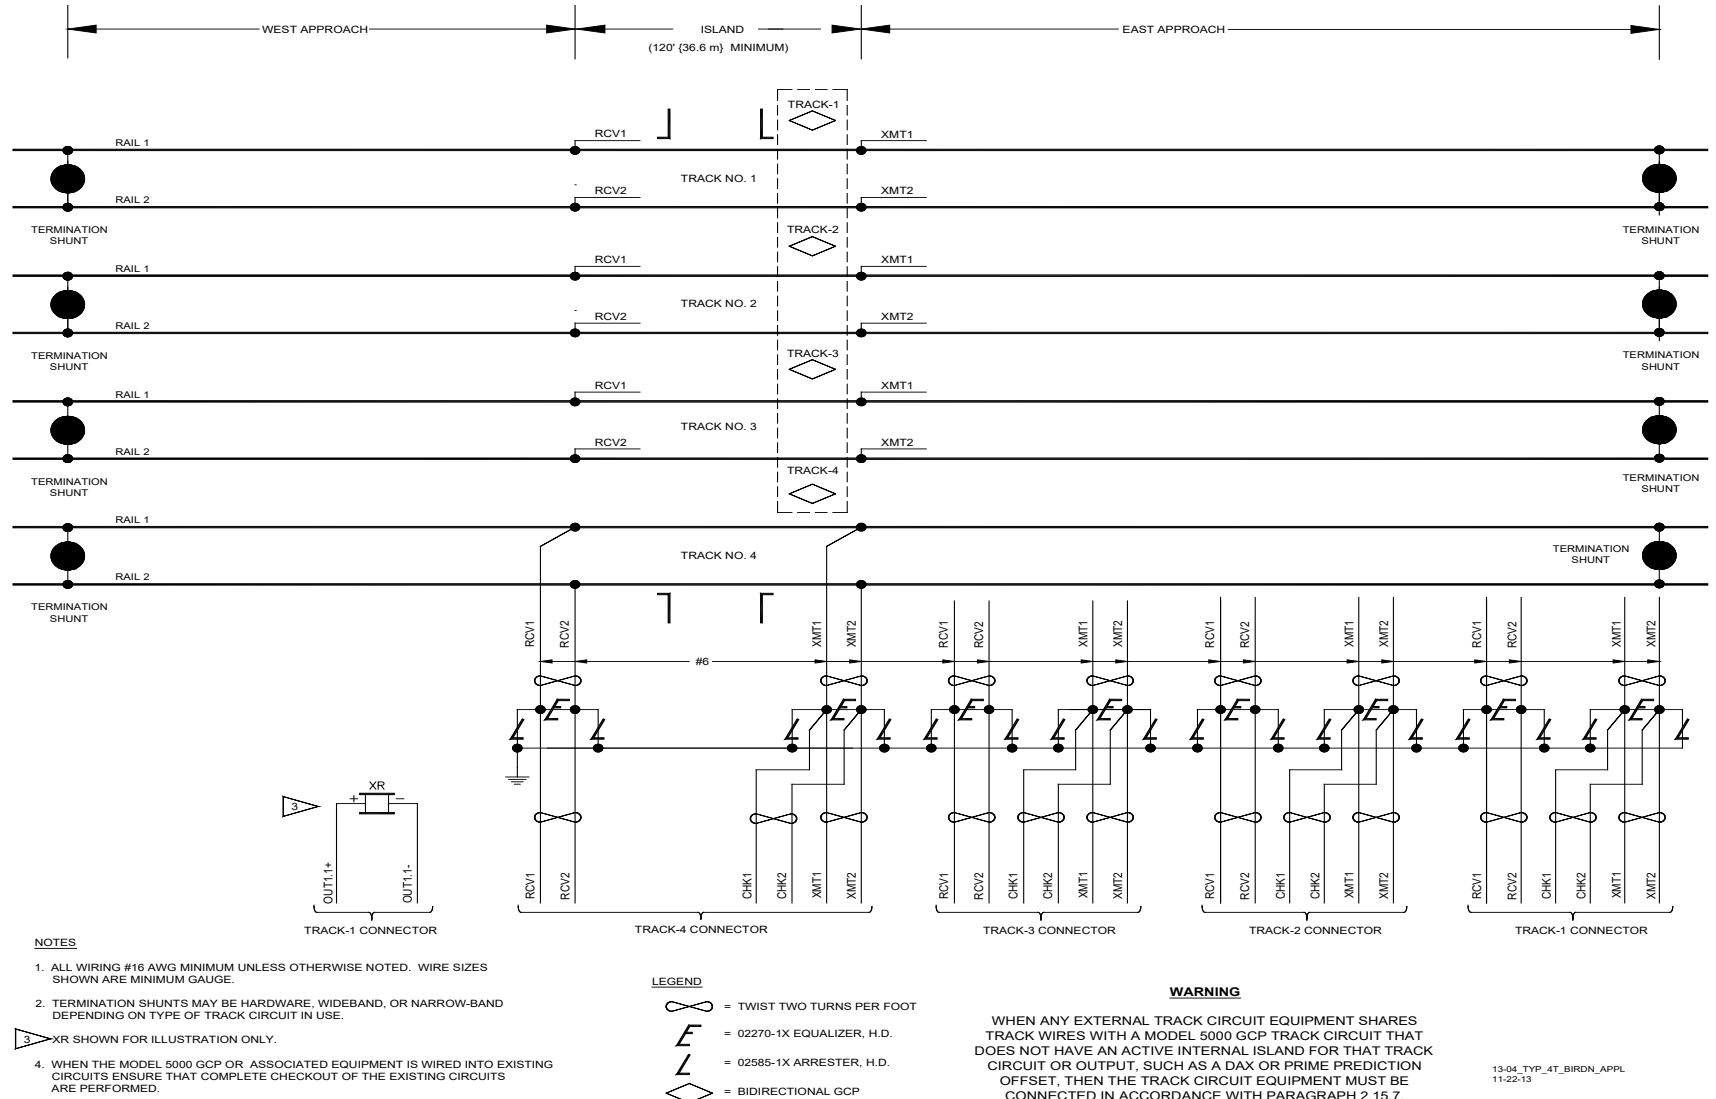 WEST APPROACH
ISLAND
(120' {36.6 m} MINIMUM)
EAST APPROACH
TRACK-1
RAIL 1
RCV1
XMT1
TRACK NO. 1
RAIL 2
RCV2
XMT2
TERMINATION
SHUNT
TRACK-2
TERMINATION
SHUNT
RAIL 1
RCV1
XMT1
TRACK NO. 2
RAIL 2
RCV2
XMT2
TERMINATION
SHUNT
TRACK-3
TERMINATION
SHUNT
RAIL 1
RCV1
XMT1
TRACK NO. 3
RAIL 2
RCV2
XMT2
TERMINATION
SHUNT
TRACK-4
TERMINATION
SHUNT
RAIL 1
TRACK NO. 4
TERMINATION
SHUNT
RAIL 2
TERMINATION
SHUNT
RCV1
RCV2
XMT1
XMT2
RCV1
RCV2
XMT1
XMT2
RCV1
RCV2
XMT1
XMT2
RCV1
RCV2
XMT1
XMT2
#6
XR
+
−
3
OUT1.1+
OUT1.1-
RCV1
RCV2
CHK1
CHK2
XMT1
XMT2
RCV1
RCV2
CHK1
CHK2
XMT1
XMT2
RCV1
RCV2
CHK1
CHK2
XMT1
XMT2
RCV1
RCV2
CHK1
CHK2
XMT1
XMT2
TRACK-1 CONNECTOR
TRACK-4 CONNECTOR
TRACK-3 CONNECTOR
TRACK-2 CONNECTOR
TRACK-1 CONNECTOR
NOTES
1. ALL WIRING #16 AWG MINIMUM UNLESS OTHERWISE NOTED. WIRE SIZES
SHOWN ARE MINIMUM GAUGE.
2. TERMINATION SHUNTS MAY BE HARDWARE, WIDEBAND, OR NARROW-BAND
DEPENDING ON TYPE OF TRACK CIRCUIT IN USE.
3 XR SHOWN FOR ILLUSTRATION ONLY.
4. WHEN THE MODEL 5000 GCP OR ASSOCIATED EQUIPMENT IS WIRED INTO EXISTING
CIRCUITS ENSURE THAT COMPLETE CHECKOUT OF THE EXISTING CIRCUITS
ARE PERFORMED.
LEGEND
= TWIST TWO TURNS PER FOOT
= 02270-1X EQUALIZER, H.D.
= 02585-1X ARRESTER, H.D.
= BIDIRECTIONAL GCP
WARNING
WHEN ANY EXTERNAL TRACK CIRCUIT EQUIPMENT SHARES
TRACK WIRES WITH A MODEL 5000 GCP TRACK CIRCUIT THAT
DOES NOT HAVE AN ACTIVE INTERNAL ISLAND FOR THAT TRACK
CIRCUIT OR OUTPUT, SUCH AS A DAX OR PRIME PREDICTION
OFFSET, THEN THE TRACK CIRCUIT EQUIPMENT MUST BE
CONNECTED IN ACCORDANCE WITH PARAGRAPH 2.15.7.
13-04_TYP_4T_BIRDN_APPL
11-22-13